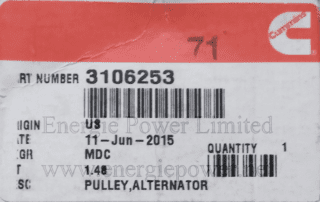 Cummins
71
RT NUMBER 3106253
IGIN US
Energie Power Limited
ATE 11-Jun-2015
GR MDC QUANTITY 1
www.energiepower
T 1.48
SC PULLEY,ALTERNATOR